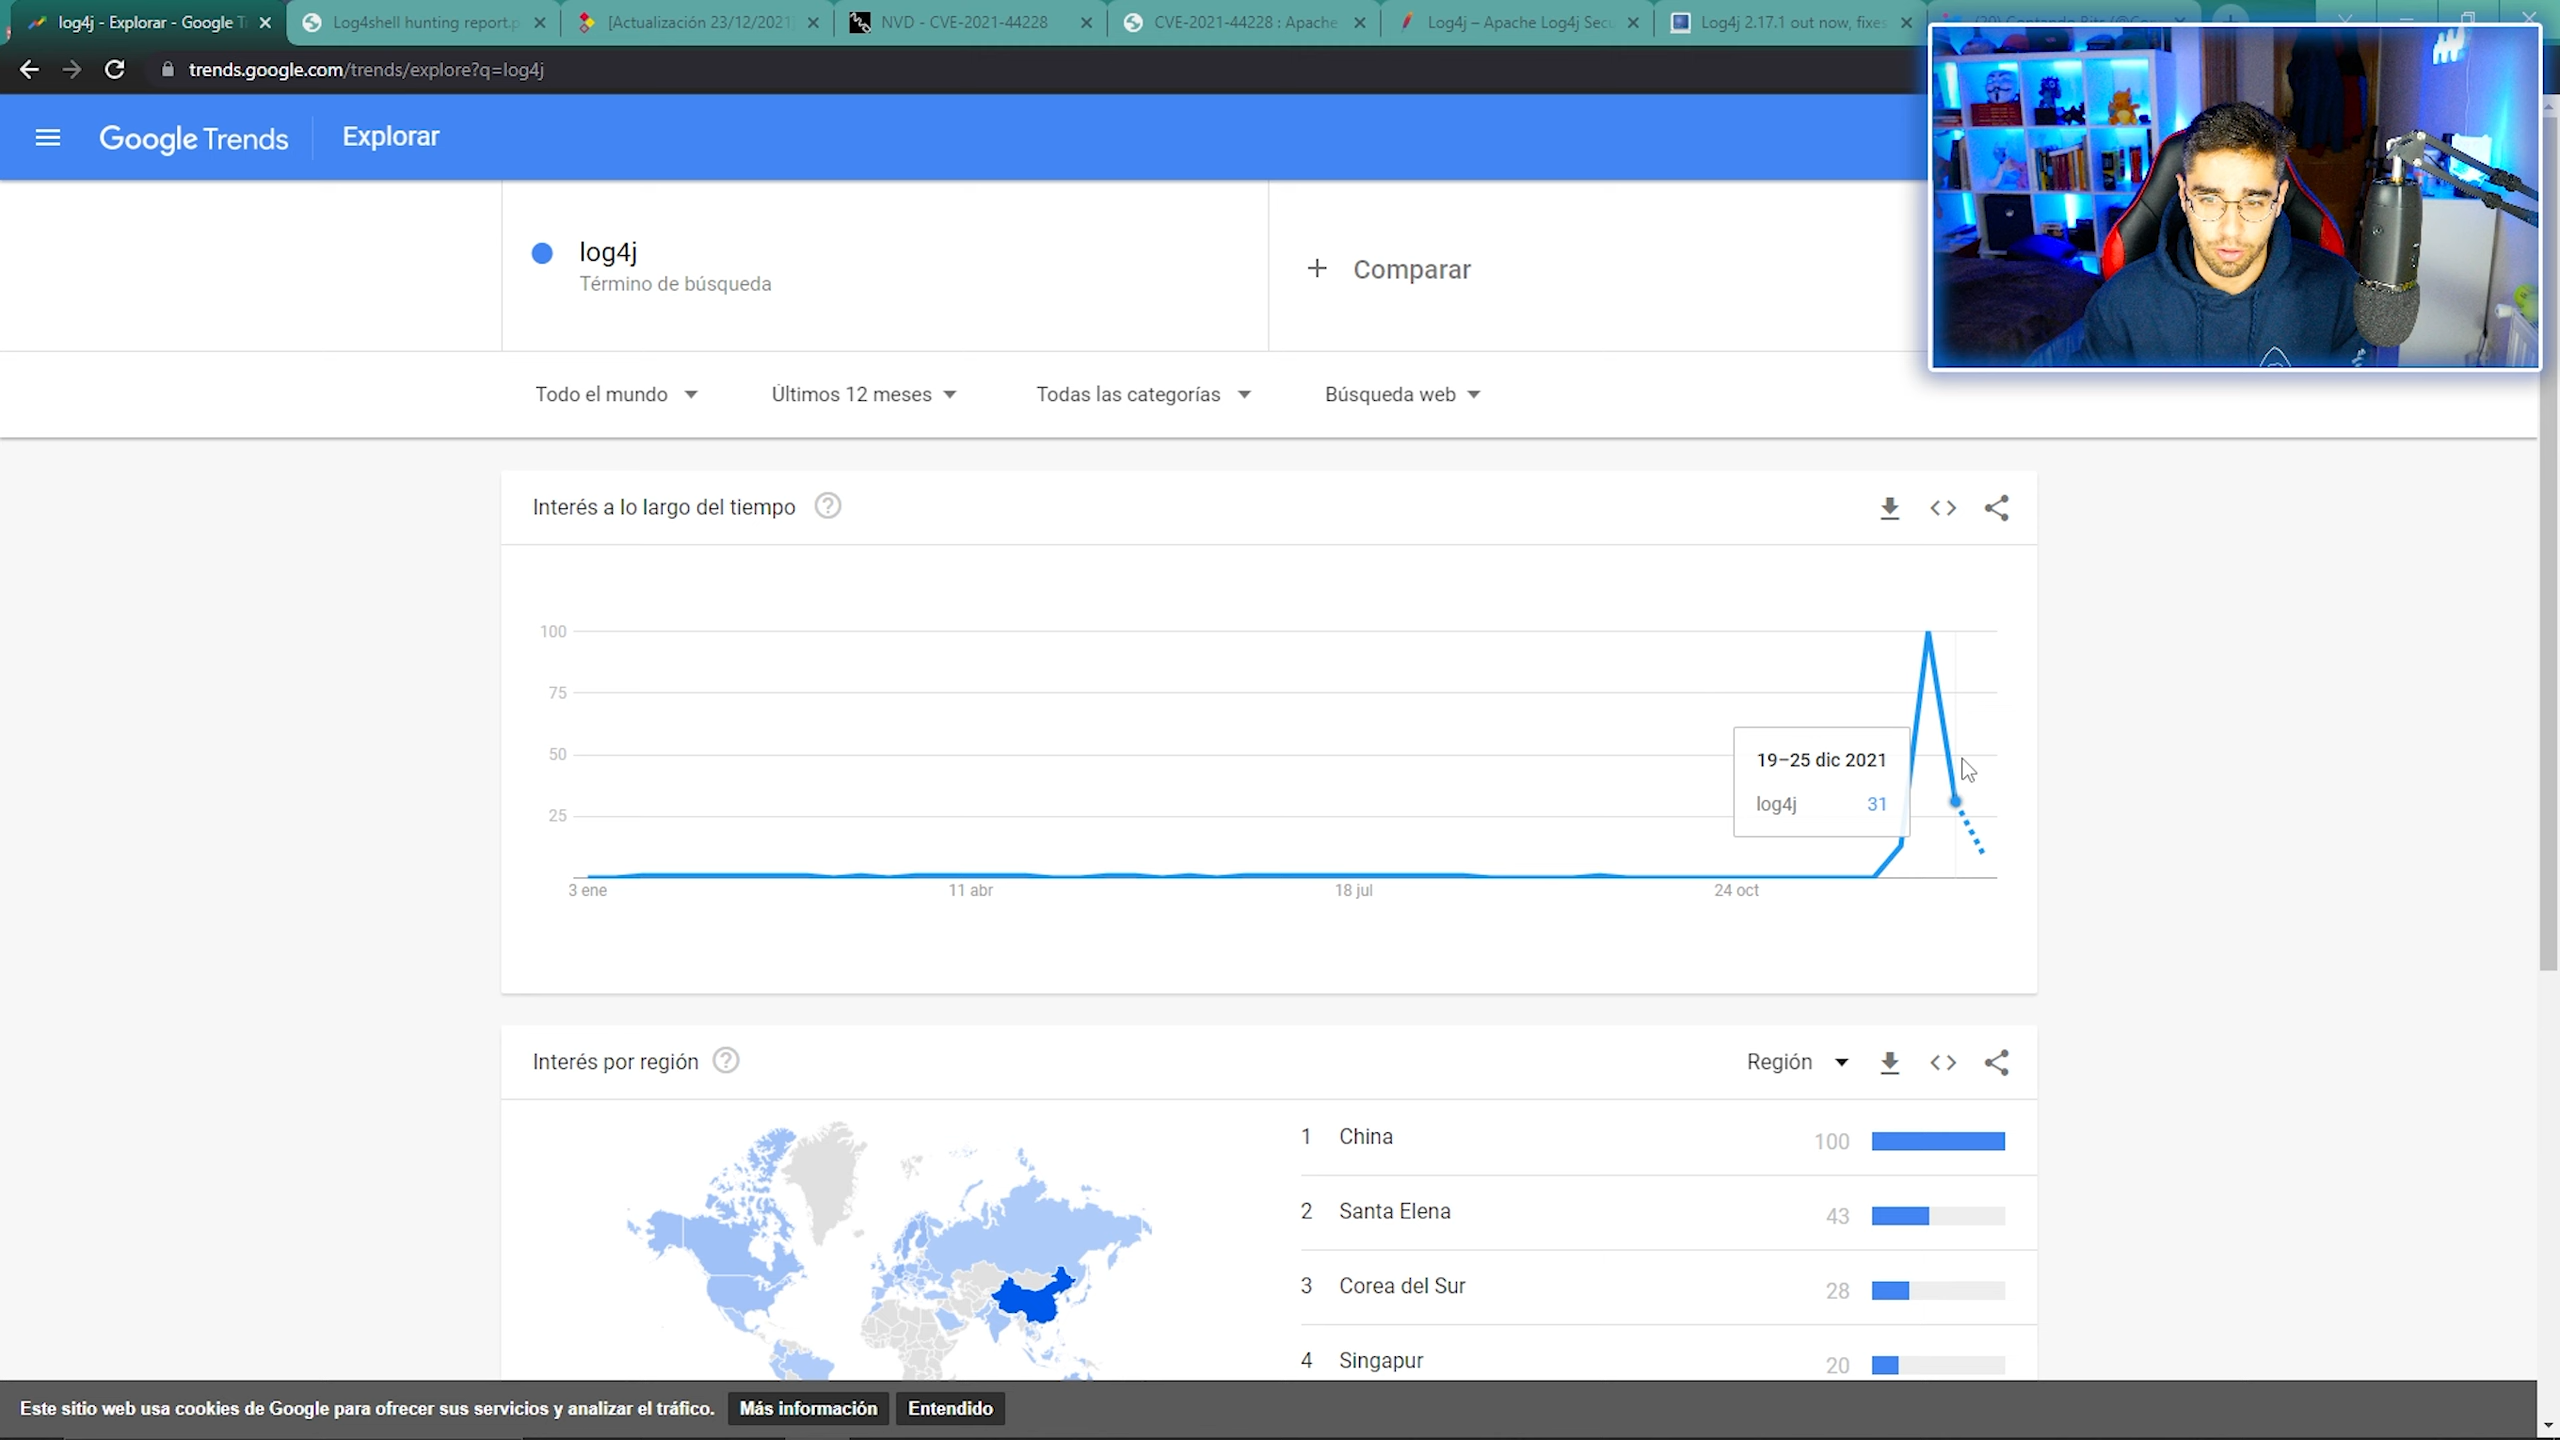 log4j - Explorar - Google T
Log4shell hunting report.p
[Actualización 23/12/2021]
NVD - CVE-2021-44228
CVE-2021-44228 : Apache
Log4j – Apache Log4j Secu
Log4j 2.17.1 out now, fixes
trends.google.com/trends/explore?q=log4j
Google Trends
Explorar
log4j
Término de búsqueda
+ Comparar
Todo el mundo
Últimos 12 meses
Todas las categorías
Búsqueda web
Interés a lo largo del tiempo
100
75
50
25
19–25 dic 2021
log4j 31
3 ene
11 abr
18 jul
24 oct
Interés por región
Región
1 China 100
2 Santa Elena 43
3 Corea del Sur 28
4 Singapur 20
Este sitio web usa cookies de Google para ofrecer sus servicios y analizar el tráfico.
Más información
Entendido